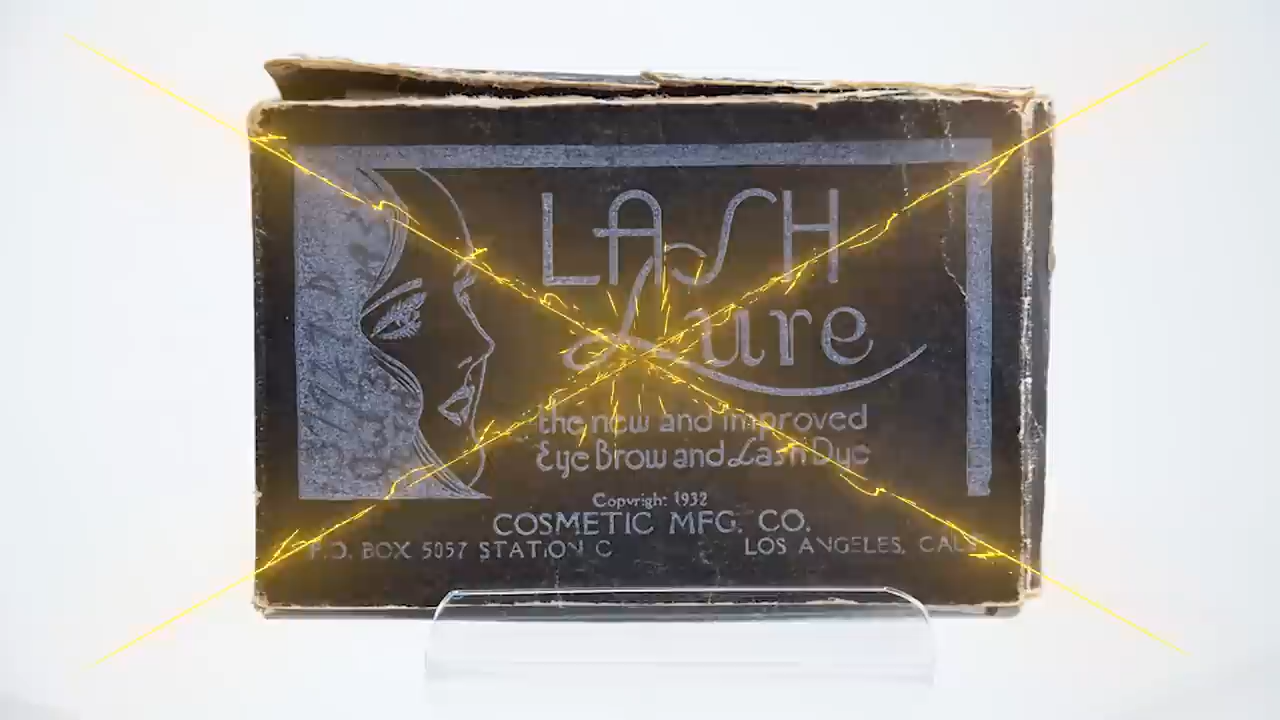 LASH
Lure
the new and improved
Eye Brow and Lash Dye
Copyright 1932
COSMETIC MFG. CO.
P.O. BOX 5057 STATION C
LOS ANGELES, CALIF.